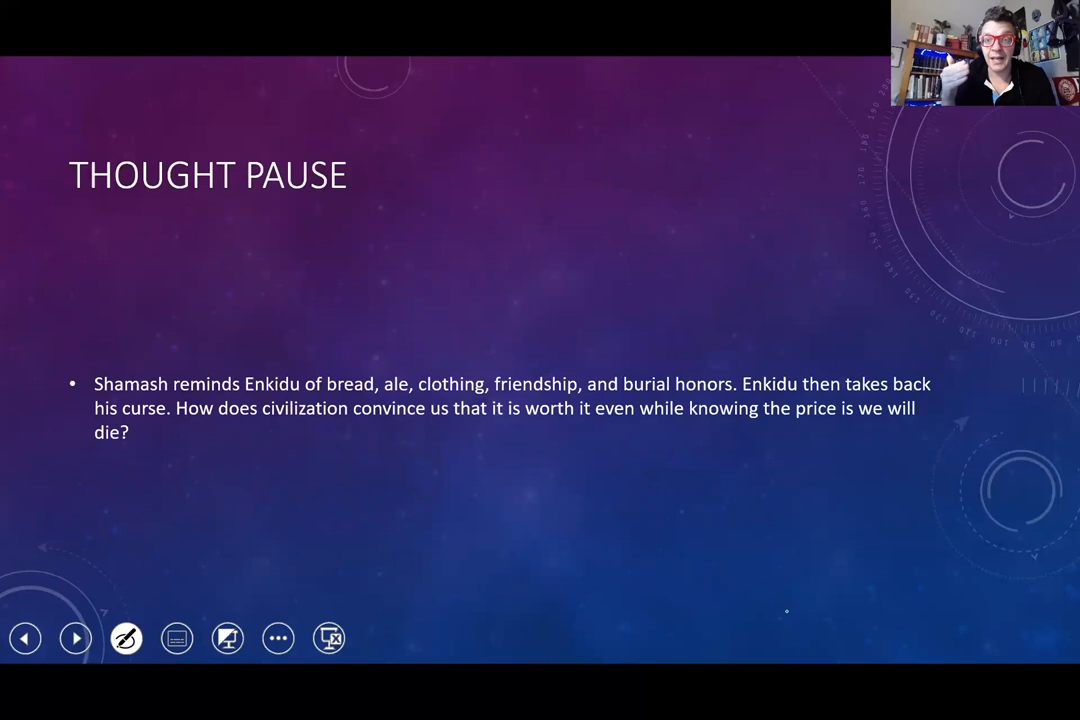 THOUGHT PAUSE
• Shamash reminds Enkidu of bread, ale, clothing, friendship, and burial honors. Enkidu then takes back
his curse. How does civilization convince us that it is worth it even while knowing the price is we will
die?